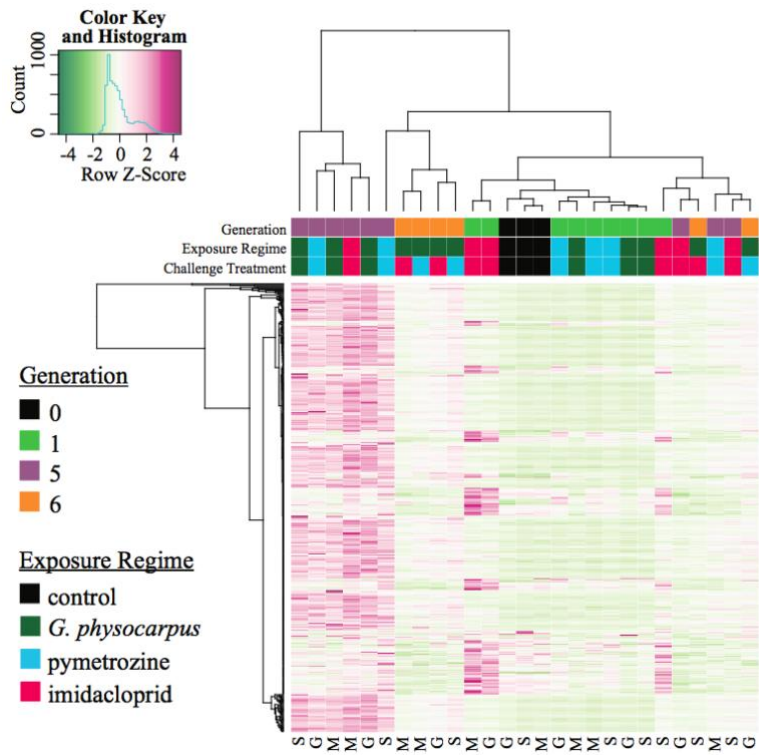 Color Key
and Histogram
Count
0 1000
-4 -2 0 2 4
Row Z-Score
Generation
Exposure Regime
Challenge Treatment
Generation
0
1
5
6
Exposure Regime
control
G. physocarpus
pymetrozine
imidacloprid
S G M M G S M M G S M G G S M G M M S G S S G S M S G